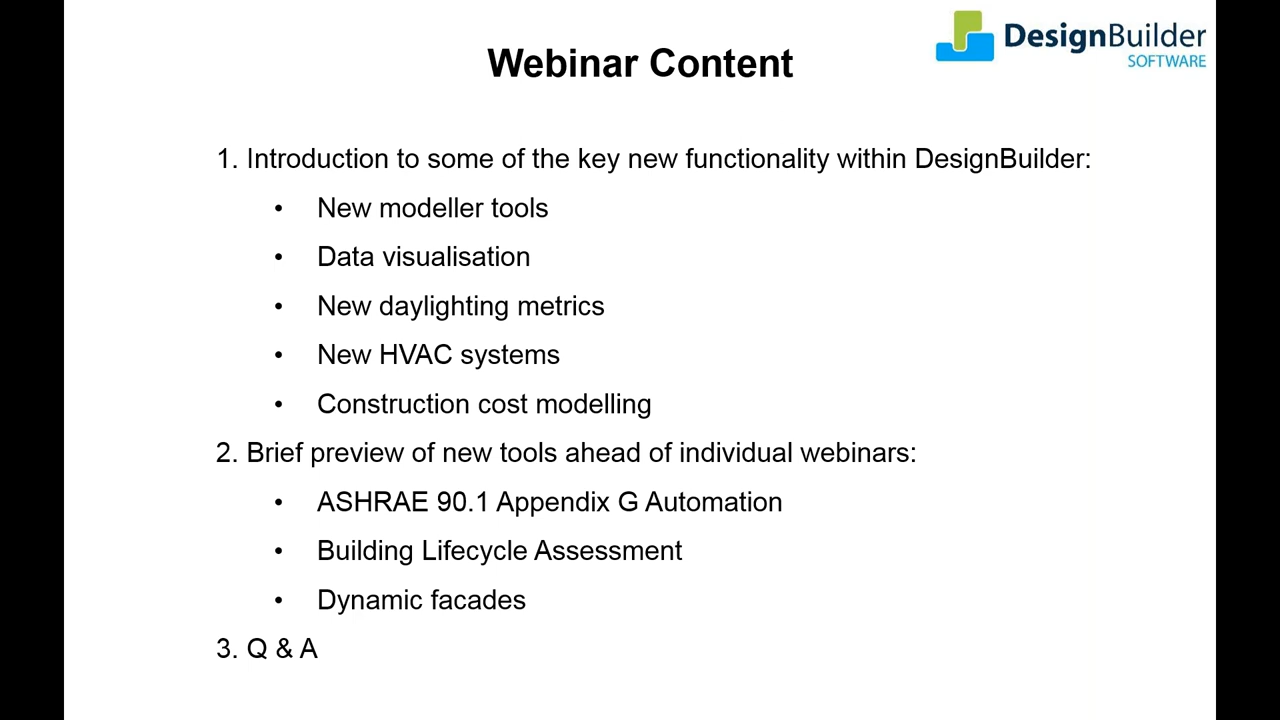 DesignBuilder
SOFTWARE
Webinar Content
1. Introduction to some of the key new functionality within DesignBuilder:
• New modeller tools
• Data visualisation
• New daylighting metrics
• New HVAC systems
• Construction cost modelling
2. Brief preview of new tools ahead of individual webinars:
• ASHRAE 90.1 Appendix G Automation
• Building Lifecycle Assessment
• Dynamic facades
3. Q & A